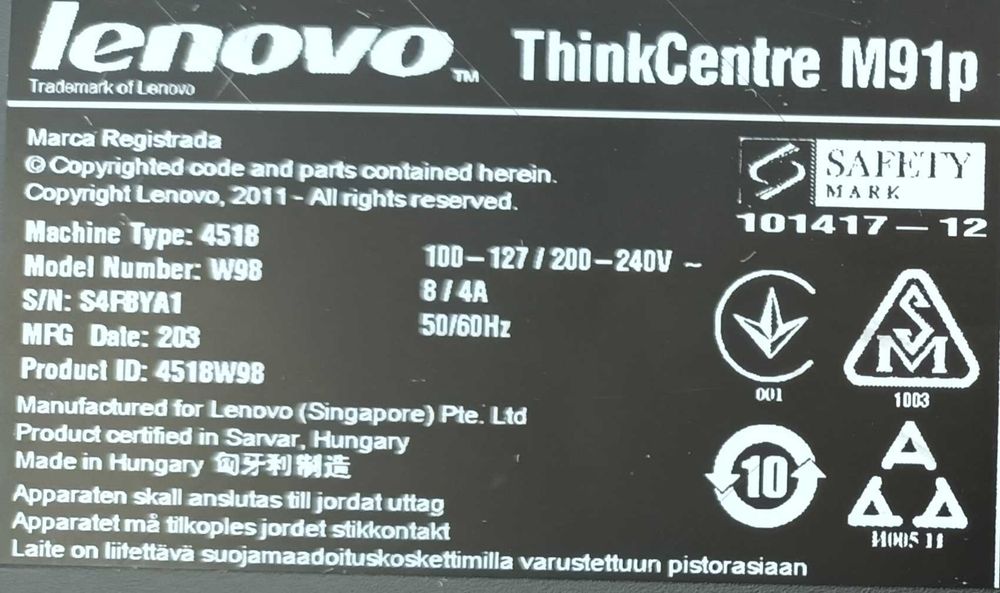 lenovo™ ThinkCentre M91p
Trademark of Lenovo
Marca Registrada
© Copyrighted code and parts contained herein.
Copyright Lenovo, 2011 - All rights reserved.
SAFETY
MARK
101417 - 12
Machine Type: 4518
Model Number: W98
S/N: S4FBYA1
MFG Date: 203
Product ID: 4518W98
100-127 / 200-240V ~
8 / 4A
50/60Hz
001
SM
1003
Manufactured for Lenovo (Singapore) Pte. Ltd
Product certified in Sarvar, Hungary
Made in Hungary 匈牙利制造
10
Apparaten skall anslutas till jordat uttag
Apparatet må tilkoples jordet stikkontakt
Laite on liitettävä suojamaadoituskoskettimilla varustettuun pistorasiaan